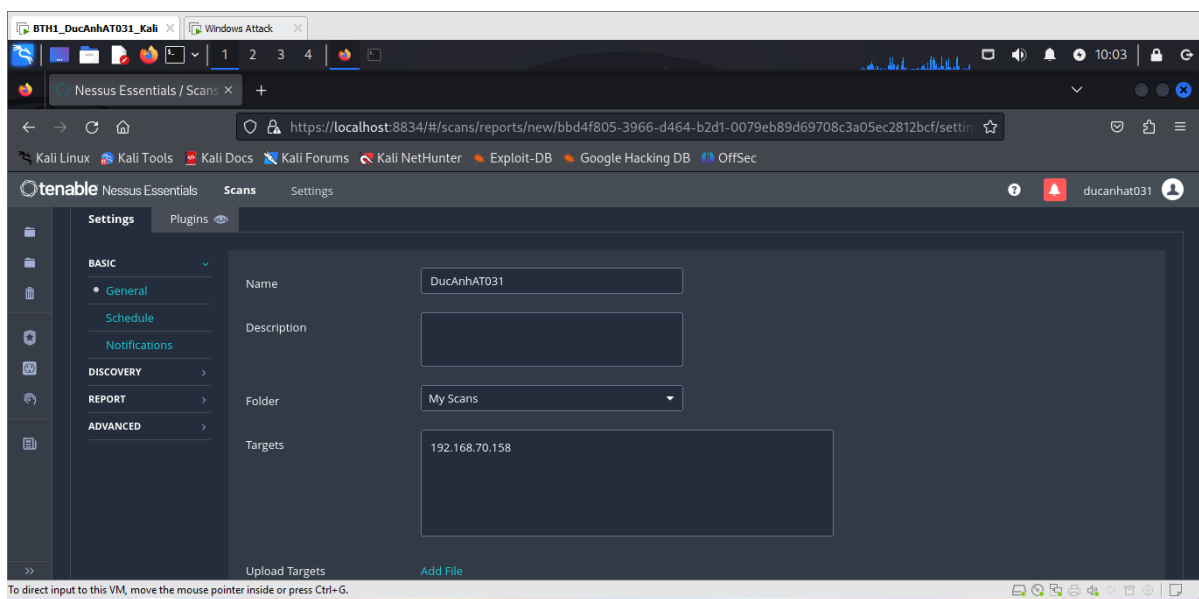 BTH1_DucAnhAT031_Kali Windows Attack
1 2 3 4 10:03
Nessus Essentials / Scans
https://localhost:8834/#/scans/reports/new/bbd4f805-3966-d464-b2d1-0079eb89d69708c3a05ec2812bcf/settin
Kali Linux Kali Tools Kali Docs Kali Forums Kali NetHunter Exploit-DB Google Hacking DB OffSec
tenable Nessus Essentials Scans Settings ducanhat031
Settings Plugins
BASIC
General
Schedule
Notifications
DISCOVERY
REPORT
ADVANCED
Name DucAnhAT031
Description
Folder My Scans
Targets 192.168.70.158
Upload Targets Add File
To direct input to this VM, move the mouse pointer inside or press Ctrl+G.